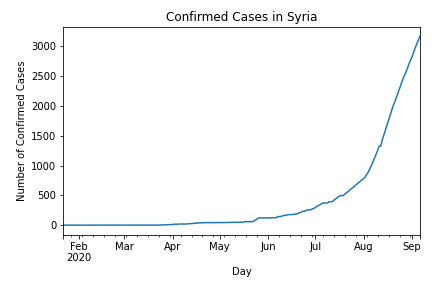 Confirmed Cases in Syria
Number of Confirmed Cases
3000
2500
2000
1500
1000
500
0
Feb Mar Apr May Jun Jul Aug Sep
2020
Day